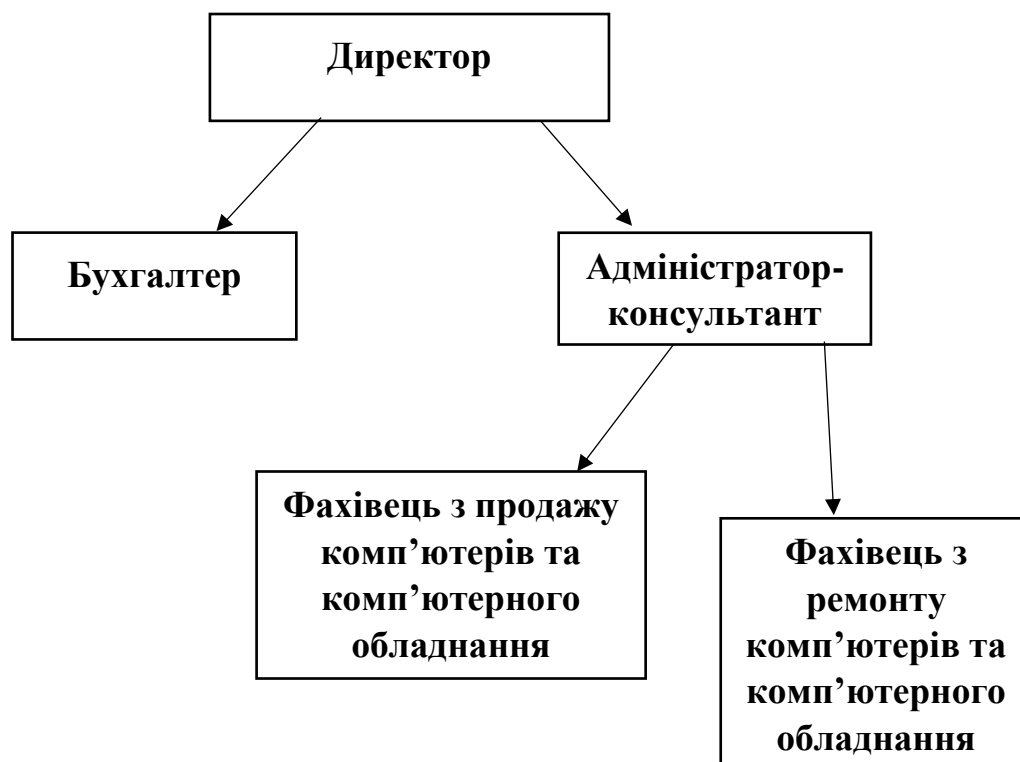 Директор
Бухгалтер
Адміністратор-
консультант
Фахівець з продажу
комп’ютерів та
комп’ютерного
обладнання
Фахівець з
ремонту
комп’ютерів та
комп’ютерного
обладнання